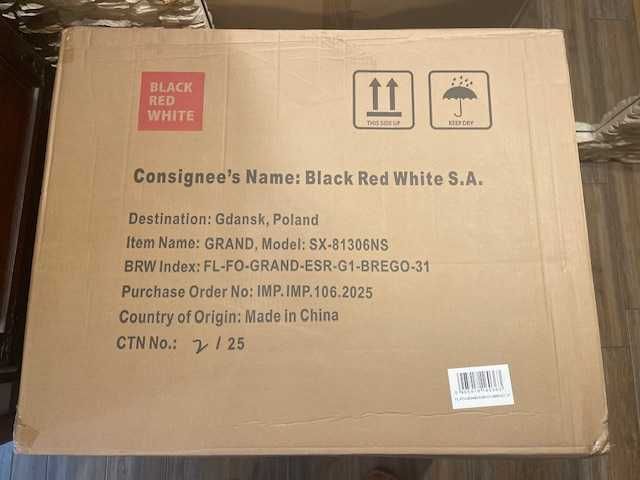 BLACK
RED
WHITE
THIS SIDE UP
KEEP DRY
Consignee's Name: Black Red White S.A.
Destination: Gdansk, Poland
Item Name: GRAND, Model: SX-81306NS
BRW Index: FL-FO-GRAND-ESR-G1-BREGO-31
Purchase Order No: IMP.IMP.106.2025
Country of Origin: Made in China
CTN No.: 2 / 25